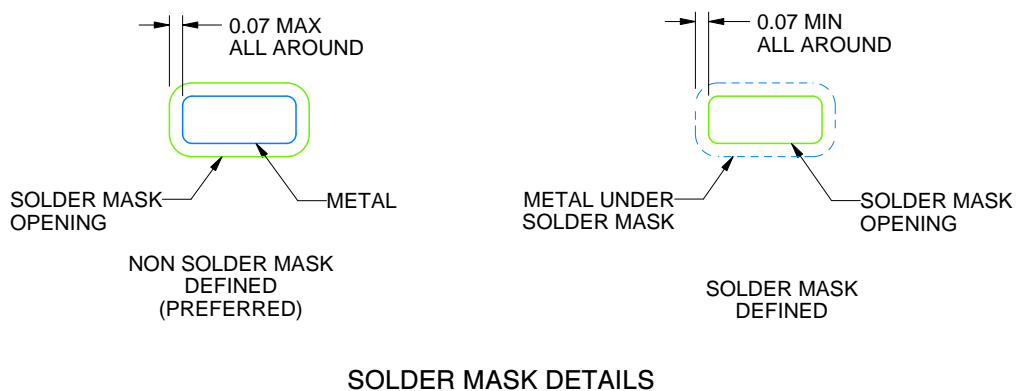 0.07 MAX
ALL AROUND
SOLDER MASK
OPENING
METAL
NON SOLDER MASK
DEFINED
(PREFERRED)
0.07 MIN
ALL AROUND
METAL UNDER
SOLDER MASK
SOLDER MASK
OPENING
SOLDER MASK
DEFINED
SOLDER MASK DETAILS